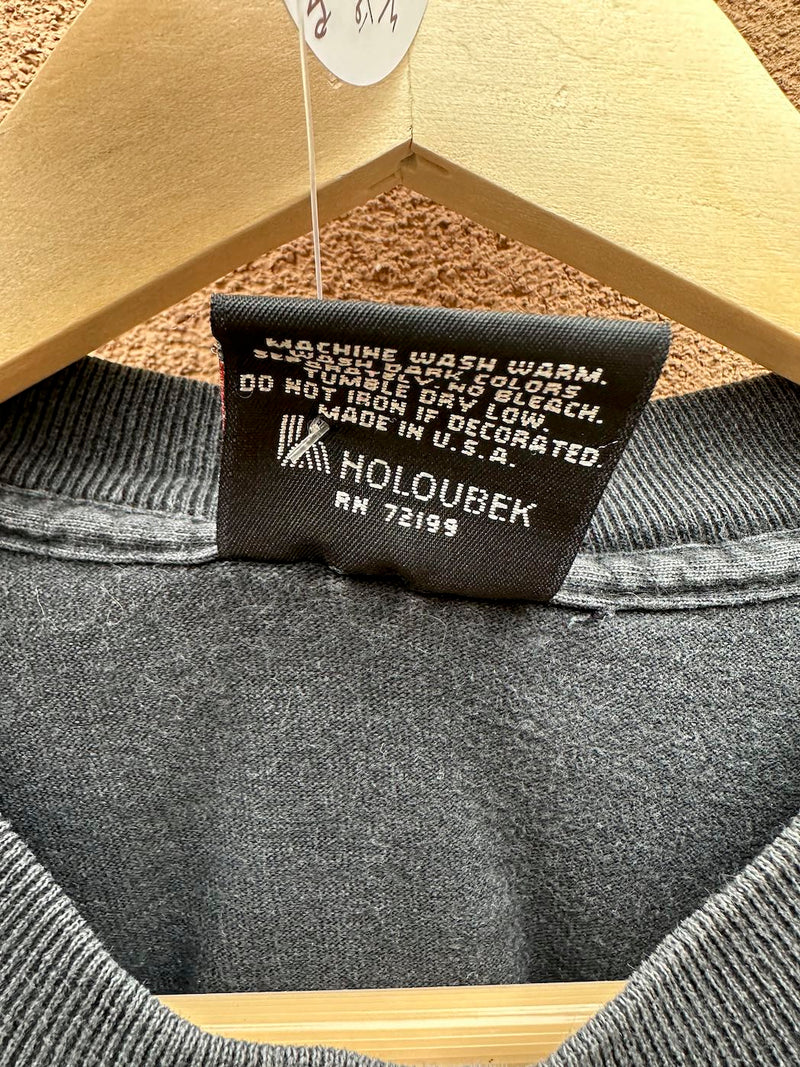 MACHINE WASH WARM.
WASH DARK COLORS
DO NOT IRON IF DECORATED.
TUMBLE DRY LOW.
NO BLEACH.
MADE IN U.S.A.
HOLOUBEK
RN 72199